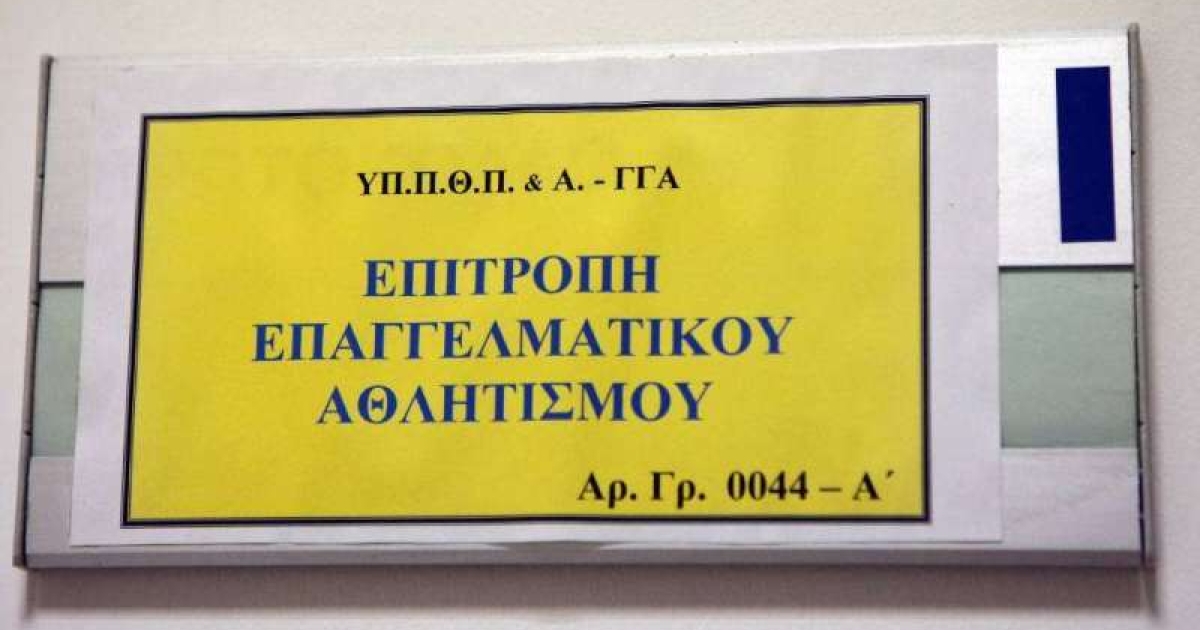 ΥΠ.Π.Θ.Π. & Α. - ΓΓΑ
ΕΠΙΤΡΟΠΗ
ΕΠΑΓΓΕΛΜΑΤΙΚΟΥ
ΑΘΛΗΤΙΣΜΟΥ
Αρ. Γρ. 0044 – Α΄